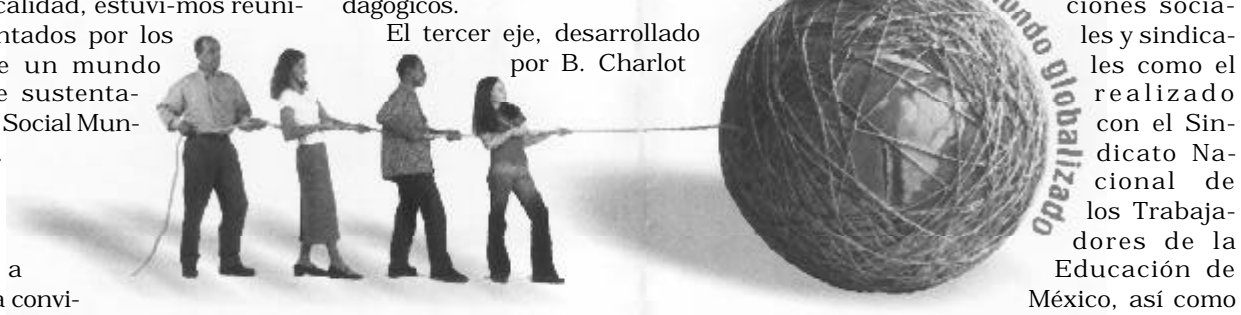 calidad, estuvi-mos reuni-
ntados por los
e un mundo
e sustenta-
Social Mun-
a
a convi-
dagógicos.
El tercer eje, desarrollado
por B. Charlot
undo globalizado
ciones socia-
les y sindica-
les como el
realizado
con el Sin-
dicato Na-
cional de
los Trabaja-
dores de la
Educación de
México, así como